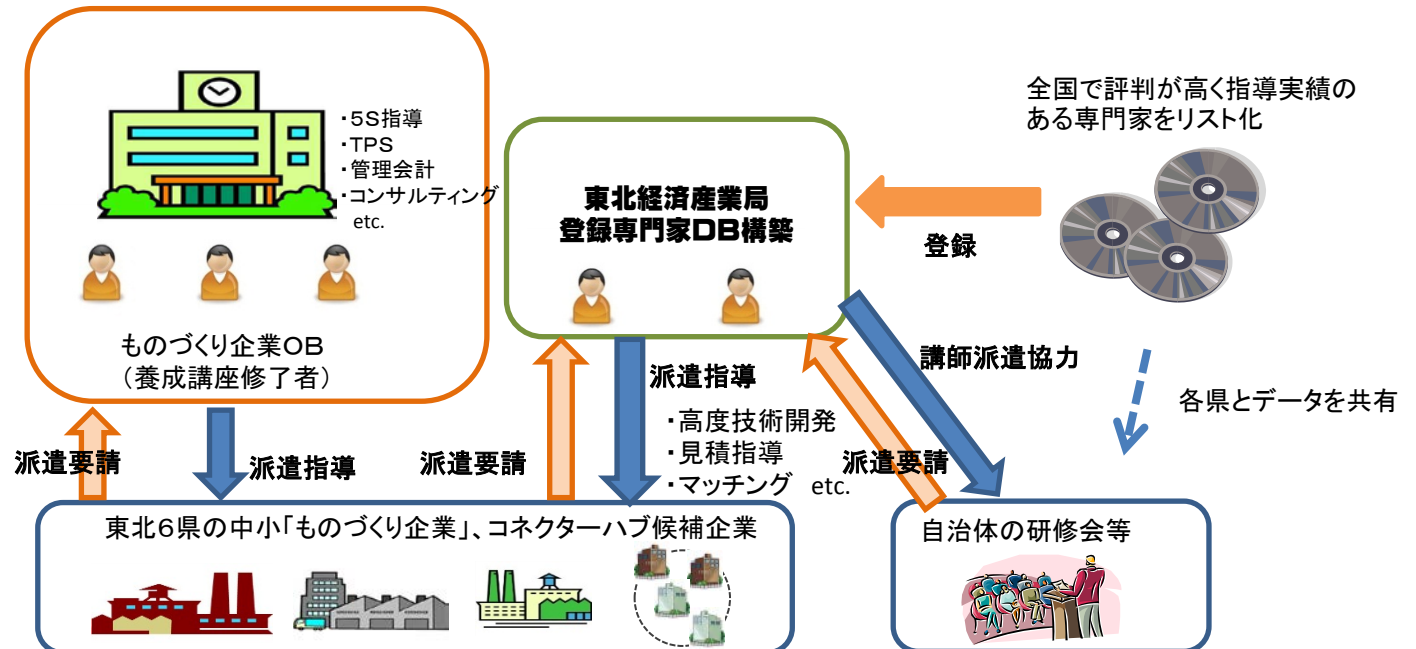 ・5S指導
・TPS
・管理会計
・コンサルティング
etc.
ものづくり企業OB
（養成講座修了者）
東北経済産業局
登録専門家DB構築
全国で評判が高く指導実績の
ある専門家をリスト化
登録
講師派遣協力
各県とデータを共有
派遣要請
派遣指導
派遣要請
派遣指導
・高度技術開発
・見積指導
・マッチング　etc.
派遣要請
東北6県の中小「ものづくり企業」、コネクターハブ候補企業
自治体の研修会等